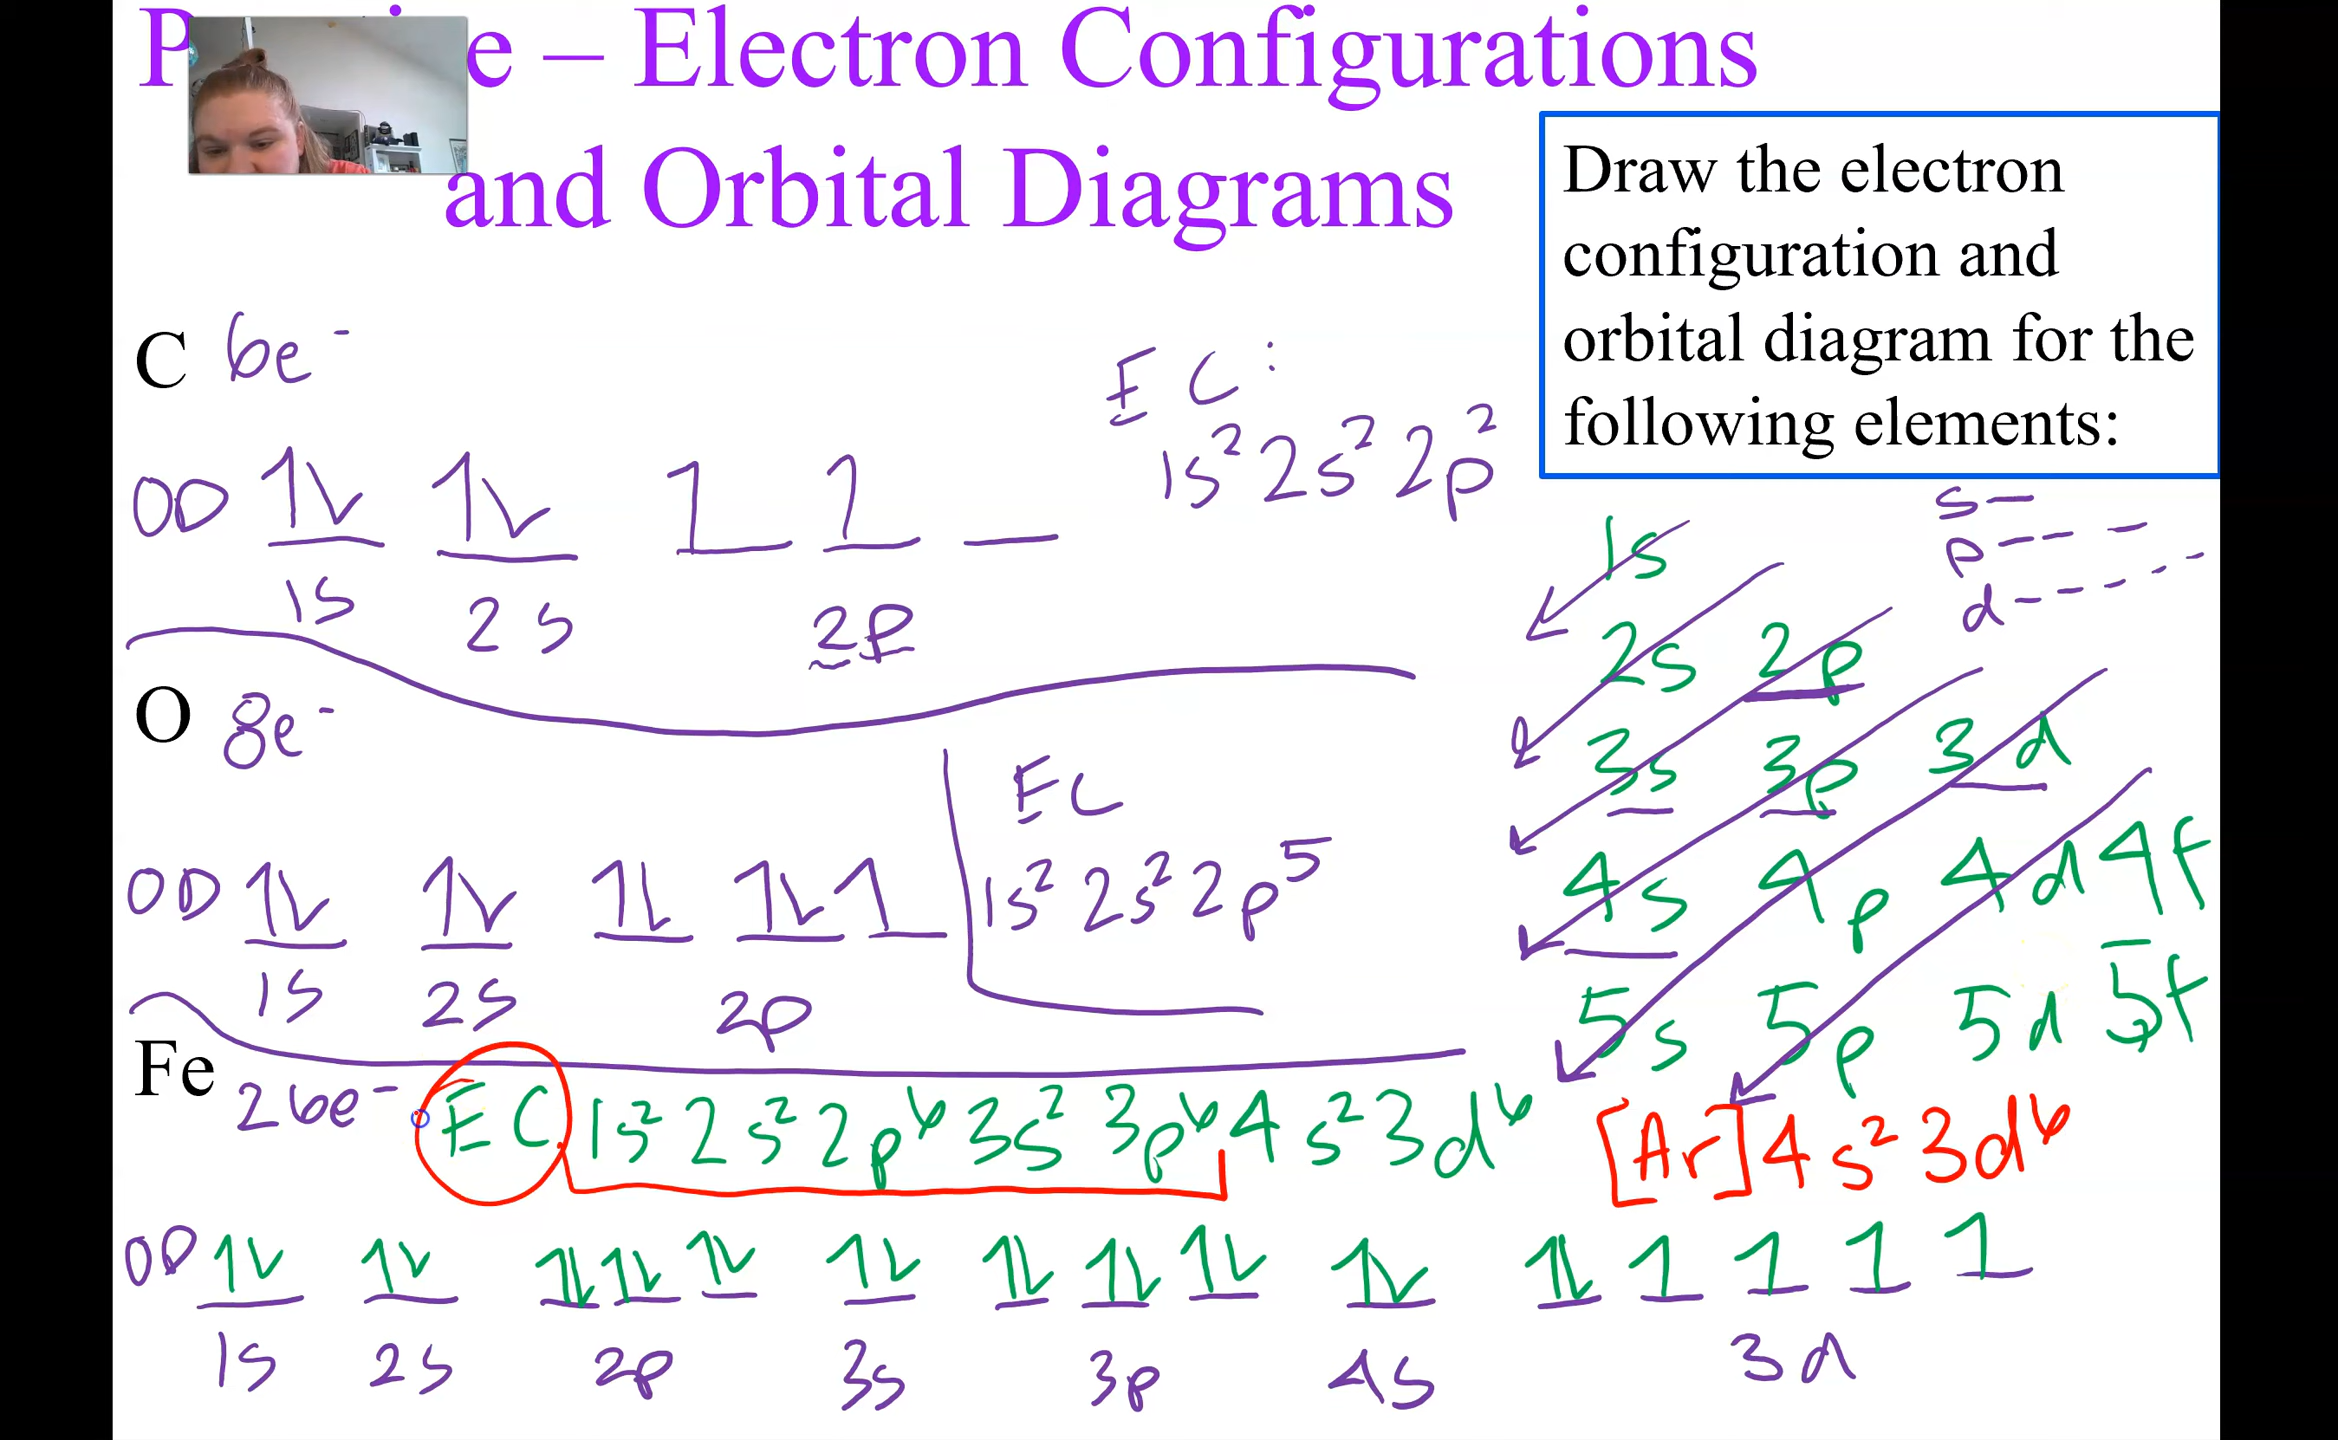 P e – Electron Configurations
and Orbital Diagrams
Draw the electron
configuration and
orbital diagram for the
following elements:
C 6e⁻
EC:
1s² 2s² 2p²
OD 1s 2s 2p
s
p
d
1s
2s 2p
3s 3p 3d
4s 4p 4d 4f
5s 5p 5d 5f
O 8e⁻
EC
1s² 2s² 2p⁵
OD
1s 2s 2p
Fe 26e⁻
EC 1s² 2s² 2p⁶ 3s² 3p⁶ 4s² 3d⁶
[Ar] 4s² 3d⁶
OD
1s 2s 2p 3s 3p 4s 3d